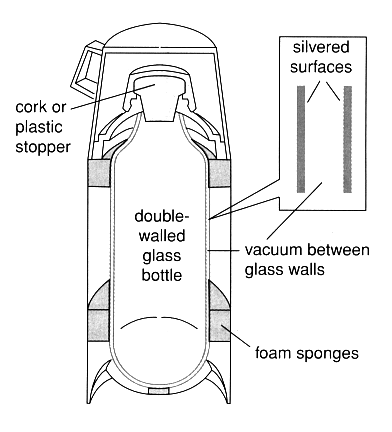 silvered
surfaces
cork or
plastic
stopper
double-
walled
glass
bottle
vacuum between
glass walls
foam sponges